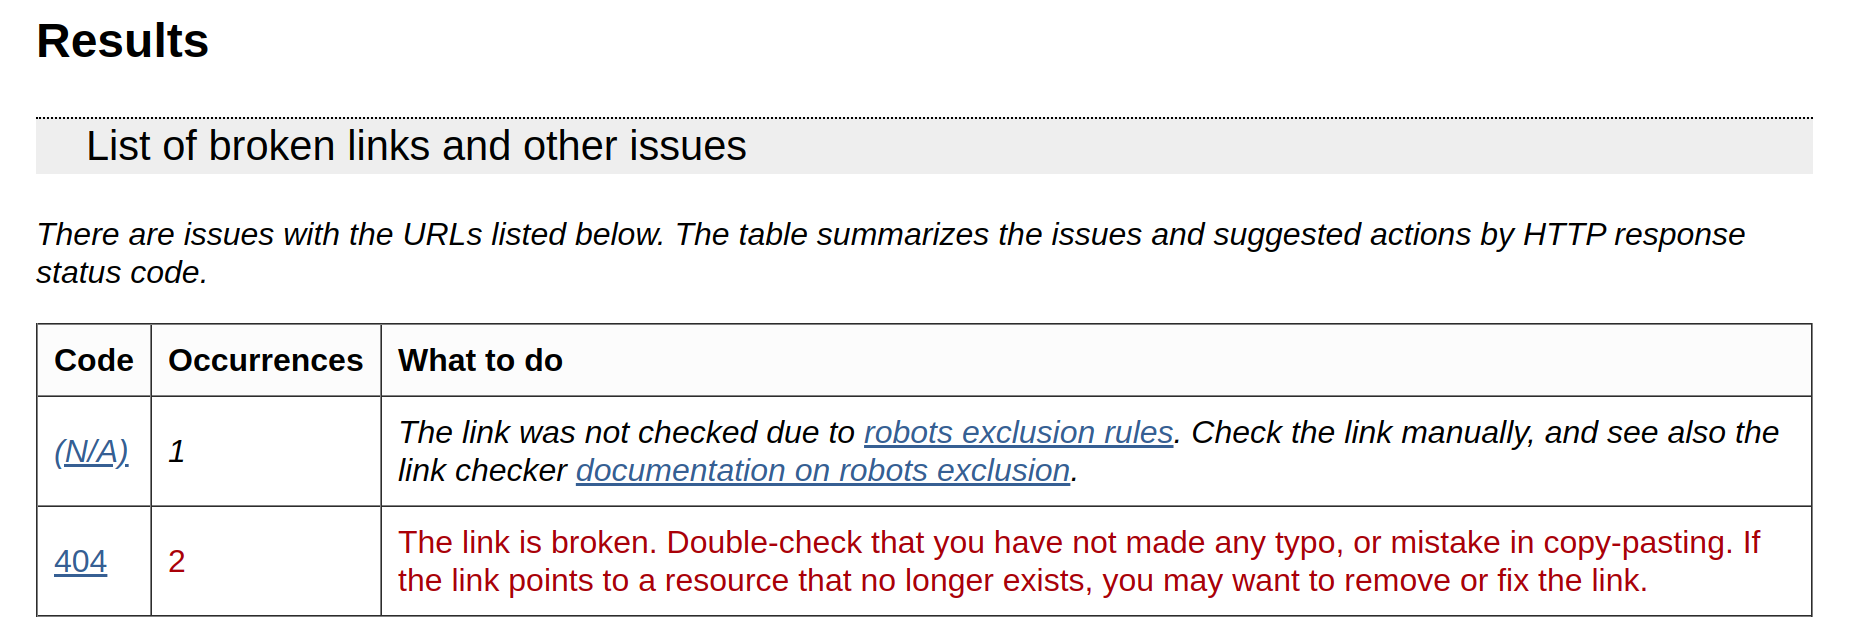 Results
List of broken links and other issues
There are issues with the URLs listed below. The table summarizes the issues and suggested actions by HTTP response
status code.
Code Occurrences What to do
(N/A) 1 The link was not checked due to robots exclusion rules. Check the link manually, and see also the
link checker documentation on robots exclusion.
404 2 The link is broken. Double-check that you have not made any typo, or mistake in copy-pasting. If
the link points to a resource that no longer exists, you may want to remove or fix the link.